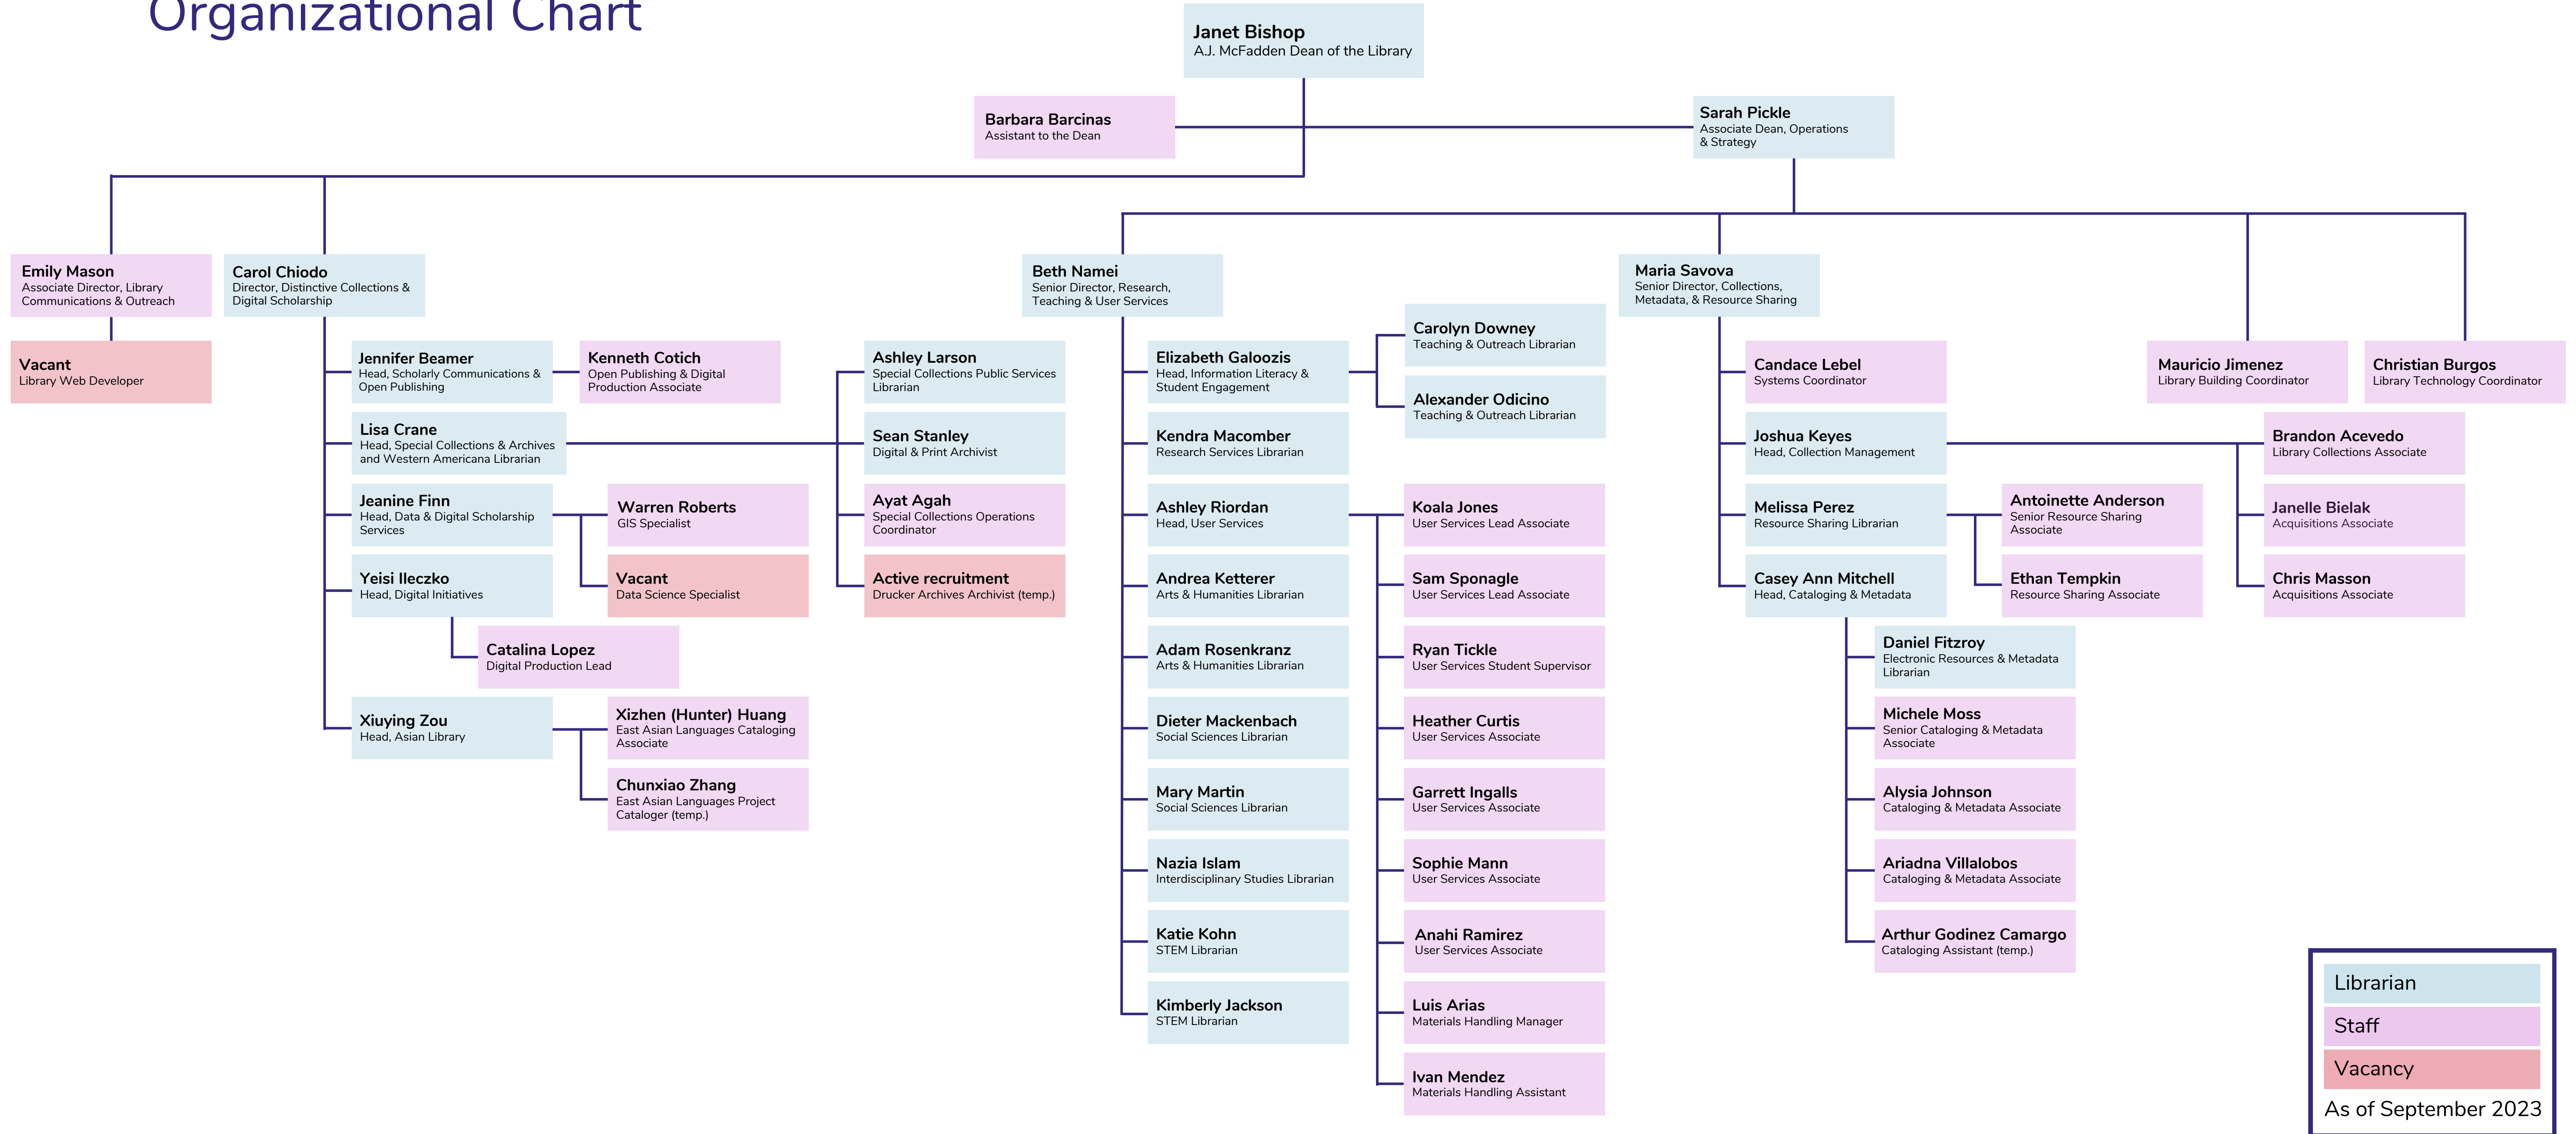 Organizational Chart
Janet Bishop
A.J. McFadden Dean of the Library
Barbara Barcinas
Assistant to the Dean
Sarah Pickle
Associate Dean, Operations
& Strategy
Emily Mason
Associate Director, Library
Communications & Outreach
Vacant
Library Web Developer
Carol Chiodo
Director, Distinctive Collections &
Digital Scholarship
Jennifer Beamer
Head, Scholarly Communications &
Open Publishing
Kenneth Cotich
Open Publishing & Digital
Production Associate
Lisa Crane
Head, Special Collections & Archives
and Western Americana Librarian
Ashley Larson
Special Collections Public Services
Librarian
Sean Stanley
Digital & Print Archivist
Ayat Agah
Special Collections Operations
Coordinator
Active recruitment
Drucker Archives Archivist (temp.)
Jeanine Finn
Head, Data & Digital Scholarship
Services
Warren Roberts
GIS Specialist
Vacant
Data Science Specialist
Yeisi Ileczko
Head, Digital Initiatives
Catalina Lopez
Digital Production Lead
Xiuying Zou
Head, Asian Library
Xizhen (Hunter) Huang
East Asian Languages Cataloging
Associate
Chunxiao Zhang
East Asian Languages Project
Cataloger (temp.)
Beth Namei
Senior Director, Research,
Teaching & User Services
Elizabeth Galoozis
Head, Information Literacy &
Student Engagement
Carolyn Downey
Teaching & Outreach Librarian
Alexander Odicino
Teaching & Outreach Librarian
Kendra Macomber
Research Services Librarian
Ashley Riordan
Head, User Services
Koala Jones
User Services Lead Associate
Sam Sponagle
User Services Lead Associate
Ryan Tickle
User Services Student Supervisor
Heather Curtis
User Services Associate
Garrett Ingalls
User Services Associate
Sophie Mann
User Services Associate
Anahi Ramirez
User Services Associate
Luis Arias
Materials Handling Manager
Ivan Mendez
Materials Handling Assistant
Andrea Ketterer
Arts & Humanities Librarian
Adam Rosenkranz
Arts & Humanities Librarian
Dieter Mackenbach
Social Sciences Librarian
Mary Martin
Social Sciences Librarian
Nazia Islam
Interdisciplinary Studies Librarian
Katie Kohn
STEM Librarian
Kimberly Jackson
STEM Librarian
Maria Savova
Senior Director, Collections,
Metadata, & Resource Sharing
Candace Lebel
Systems Coordinator
Joshua Keyes
Head, Collection Management
Brandon Acevedo
Library Collections Associate
Janelle Bielak
Acquisitions Associate
Chris Masson
Acquisitions Associate
Melissa Perez
Resource Sharing Librarian
Antoinette Anderson
Senior Resource Sharing
Associate
Ethan Tempkin
Resource Sharing Associate
Casey Ann Mitchell
Head, Cataloging & Metadata
Daniel Fitzroy
Electronic Resources & Metadata
Librarian
Michele Moss
Senior Cataloging & Metadata
Associate
Alysia Johnson
Cataloging & Metadata Associate
Ariadna Villalobos
Cataloging & Metadata Associate
Arthur Godinez Camargo
Cataloging Assistant (temp.)
Mauricio Jimenez
Library Building Coordinator
Christian Burgos
Library Technology Coordinator
Librarian
Staff
Vacancy
As of September 2023